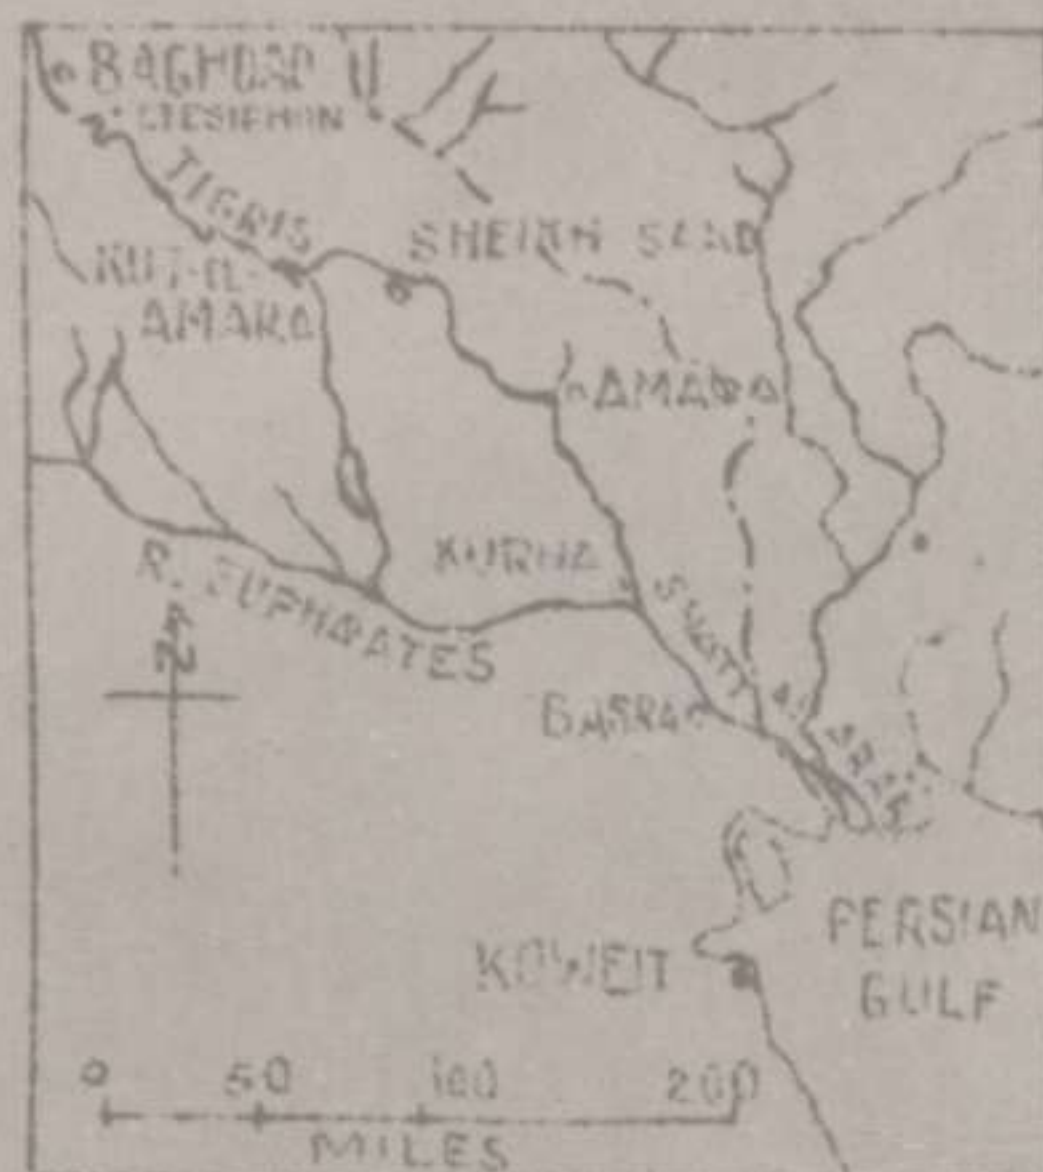 BAGHDAD
CTESIPHON
TIGRIS
SHEIKH SAAD
KUT-EL-
AMARA
AMARA
KURNA
R. EUPHRATES
SHATT AL ARAB
N
BASRA
PERSIAN
GULF
KOWEIT
0 50 100 200
MILES